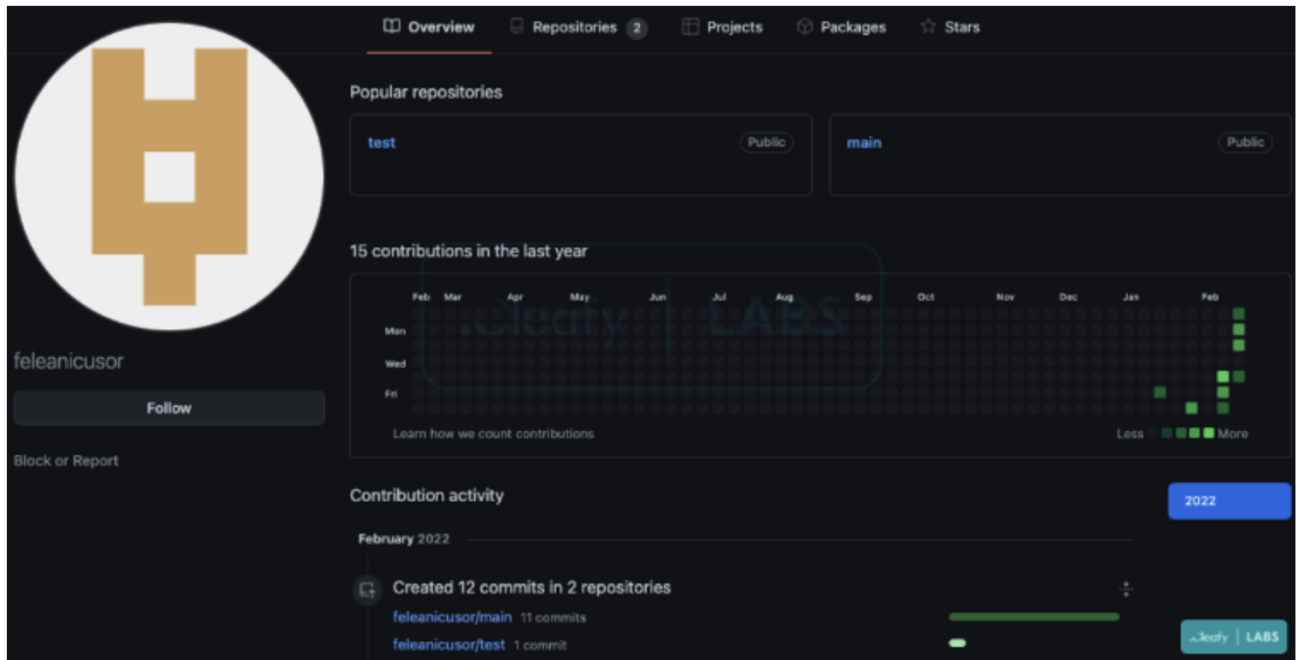 Overview Repositories 2 Projects Packages Stars
Popular repositories
test Public main Public
15 contributions in the last year
Feb Mar Apr May Jun Jul Aug Sep Oct Nov Dec Jan Feb
Mon
Wed
Fri
Cleafy | LABS
Learn how we count contributions
Less More
feleanicusor
Follow
Block or Report
Contribution activity
2022
February 2022
Created 12 commits in 2 repositories
feleanicusor/main 11 commits
feleanicusor/test 1 commit
Cleafy | LABS